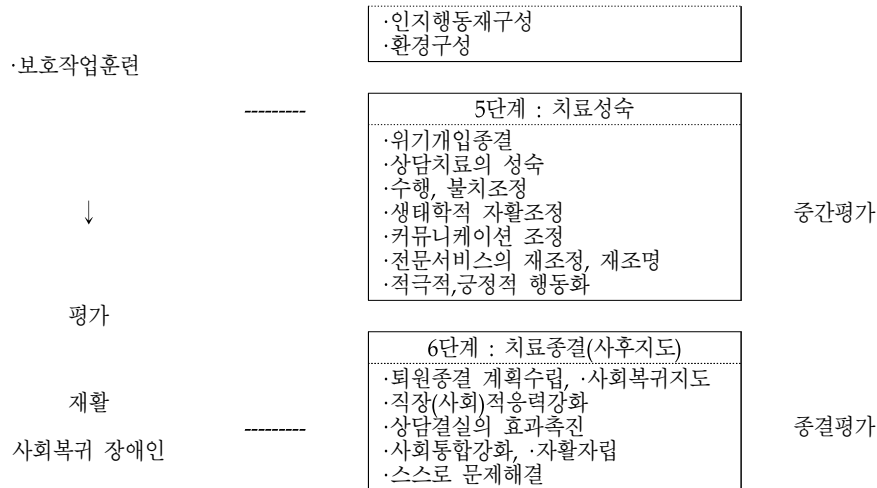 ·인지행동재구성
·환경구성
·보호작업훈련
---------
5단계 : 치료성숙
·위기개입종결
·상담치료의 성숙
·수행, 불치조정
·생태학적 자활조정
↓
중간평가
·커뮤니케이션 조정
·전문서비스의 재조정, 재조명
·적극적,긍정적 행동화
평가
6단계 : 치료종결(사후지도)
·퇴원종결 계획수립, ·사회복귀지도
재활
·직장(사회)적응력강화
---------
·상담결실의 효과촉진
종결평가
사회복귀 장애인
·사회통합강화, ·자활자립
·스스로 문제해결